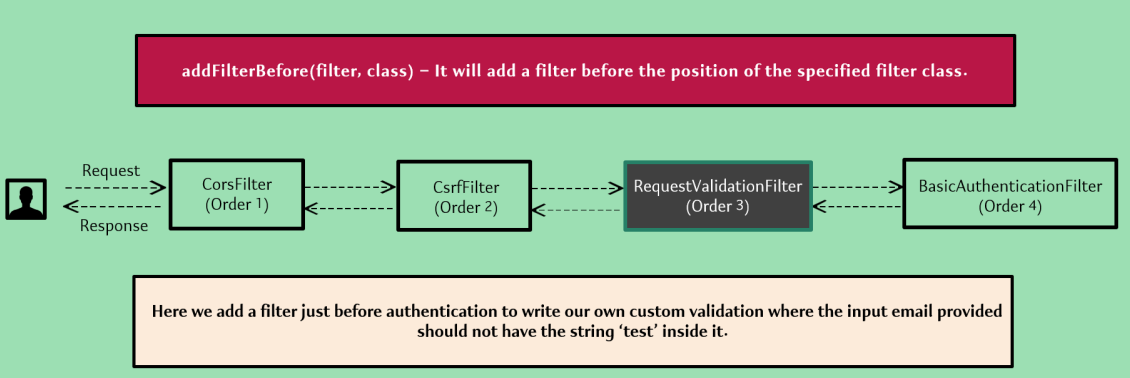 addFilterBefore(filter, class) – It will add a filter before the position of the specified filter class.
Request
Response
CorsFilter
(Order 1)
CsrfFilter
(Order 2)
RequestValidationFilter
(Order 3)
BasicAuthenticationFilter
(Order 4)
Here we add a filter just before authentication to write our own custom validation where the input email provided
should not have the string ‘test’ inside it.